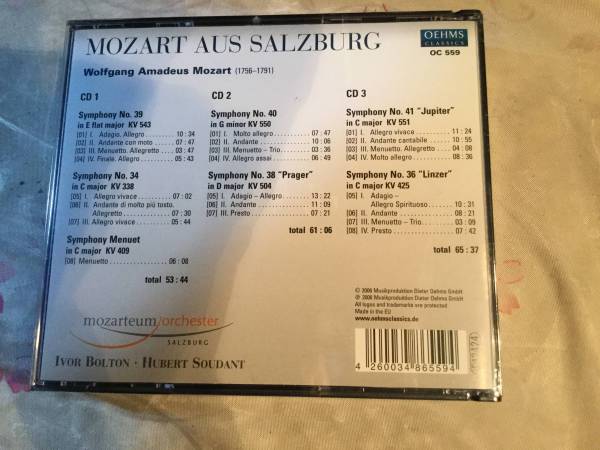 MOZART AUS SALZBURG
OEHMS
CLASSICS
OC 559
Wolfgang Amadeus Mozart (1756–1791)
CD 1
Symphony No. 39
in E flat major KV 543
[01] I. Adagio. Allegro 10 : 34
[02] II. Andante con moto 07 : 47
[03] III. Menuetto. Allegretto 03 : 47
[04] IV. Finale. Allegro 05 : 43
Symphony No. 34
in C major KV 338
[05] I. Allegro vivace 07 : 02
[06] II. Andante di molto più tosto.
Allegretto 07 : 30
[07] III. Allegro vivace 05 : 44
Symphony Menuet
in C major KV 409
[08] Menuetto 06 : 08
total 53 : 44
CD 2
Symphony No. 40
in G minor KV 550
[01] I. Molto allegro 07 : 47
[02] II. Andante 10 : 06
[03] III. Menuetto – Trio 03 : 36
[04] IV. Allegro assai 06 : 49
Symphony No. 38 "Prager"
in D major KV 504
[05] I. Adagio – Allegro 13 : 22
[06] II. Andante 11 : 09
[07] III. Presto 07 : 21
total 61 : 06
CD 3
Symphony No. 41 "Jupiter"
in C major KV 551
[01] I. Allegro vivace 11 : 24
[02] II. Andante cantabile 10 : 55
[03] III. Menuetto. Allegretto 04 : 08
[04] IV. Molto allegro 08 : 36
Symphony No. 36 "Linzer"
in C major KV 425
[05] I. Adagio –
Allegro Spirituoso 10 : 31
[06] II. Andante 08 : 21
[07] III. Menuetto – Trio 03 : 09
[08] IV. Presto 07 : 42
total 65 : 37
mozarteum orchester
SALZBURG
IVOR BOLTON · HUBERT SOUDANT
© 2006 Musikproduktion Dieter Oehms GmbH
℗ 2006 Musikproduktion Dieter Oehms GmbH
All logos and trademarks are protected
Made in the EU
www.oehmsclassics.de
4 260034 865594